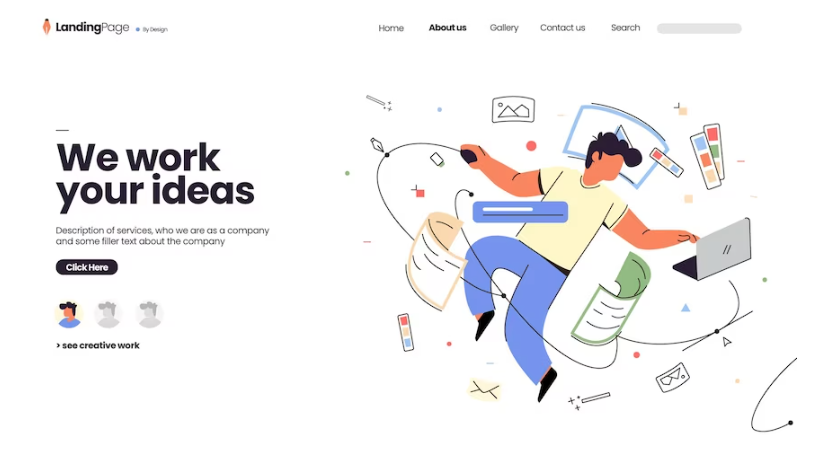 LandingPage
By Design
Home
About us
Gallery
Contact us
Search
We work
your ideas
Description of services, who we are as a company
and some filler text about the company
Click Here
> see creative work